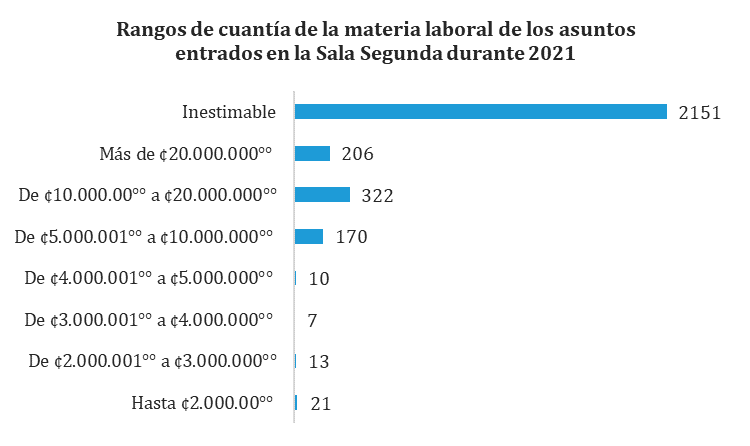 Rangos de cuantía de la materia laboral de los asuntos
entrados en la Sala Segunda durante 2021
Inestimable 2151
Más de ¢20.000.000°° 206
De ¢10.000.00°° a ¢20.000.000°° 322
De ¢5.000.001°° a ¢10.000.000°° 170
De ¢4.000.001°° a ¢5.000.000°° 10
De ¢3.000.001°° a ¢4.000.000°° 7
De ¢2.000.001°° a ¢3.000.000°° 13
Hasta ¢2.000.00°° 21